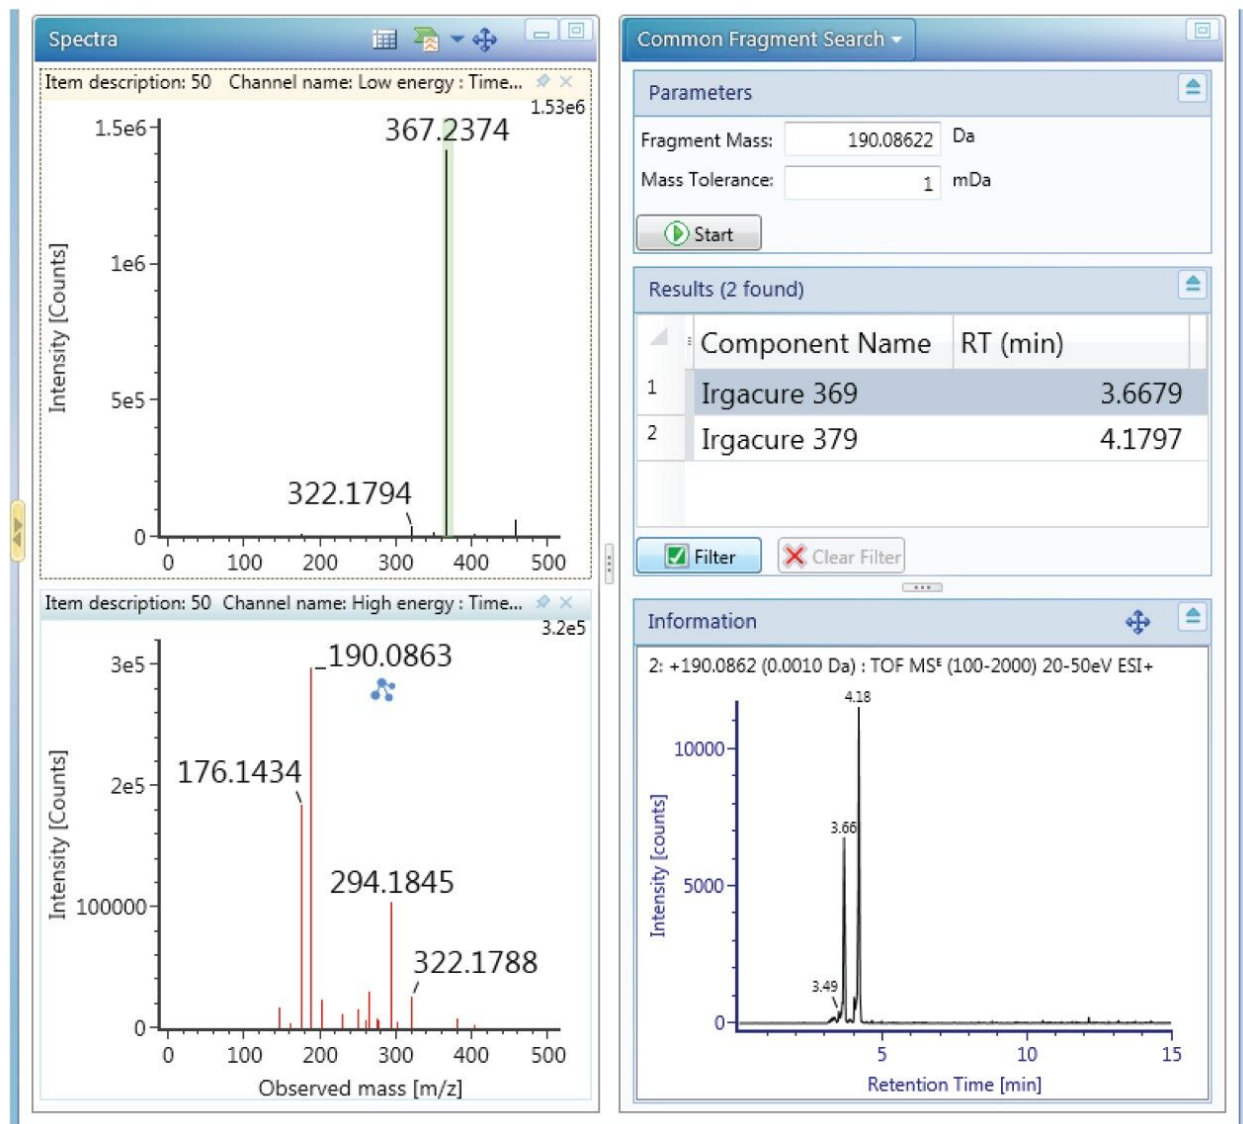 Spectra
Item description: 50 Channel name: Low energy : Time...
1.53e6
1.5e6
367.2374
1e6
5e5
322.1794
0
Intensity [Counts]
0 100 200 300 400 500
Item description: 50 Channel name: High energy : Time...
3.2e5
3e5
190.0863
176.1434
2e5
294.1845
100000
322.1788
0
Intensity [Counts]
0 100 200 300 400 500
Observed mass [m/z]
Common Fragment Search
Parameters
Fragment Mass: 190.08622 Da
Mass Tolerance: 1 mDa
Start
Results (2 found)
Component Name RT (min)
1 Irgacure 369 3.6679
2 Irgacure 379 4.1797
Filter Clear Filter
Information
2: +190.0862 (0.0010 Da) : TOF MSᴱ (100-2000) 20-50eV ESI+
4.18
10000
3.66
5000
3.49
0
Intensity [counts]
5 10 15
Retention Time [min]